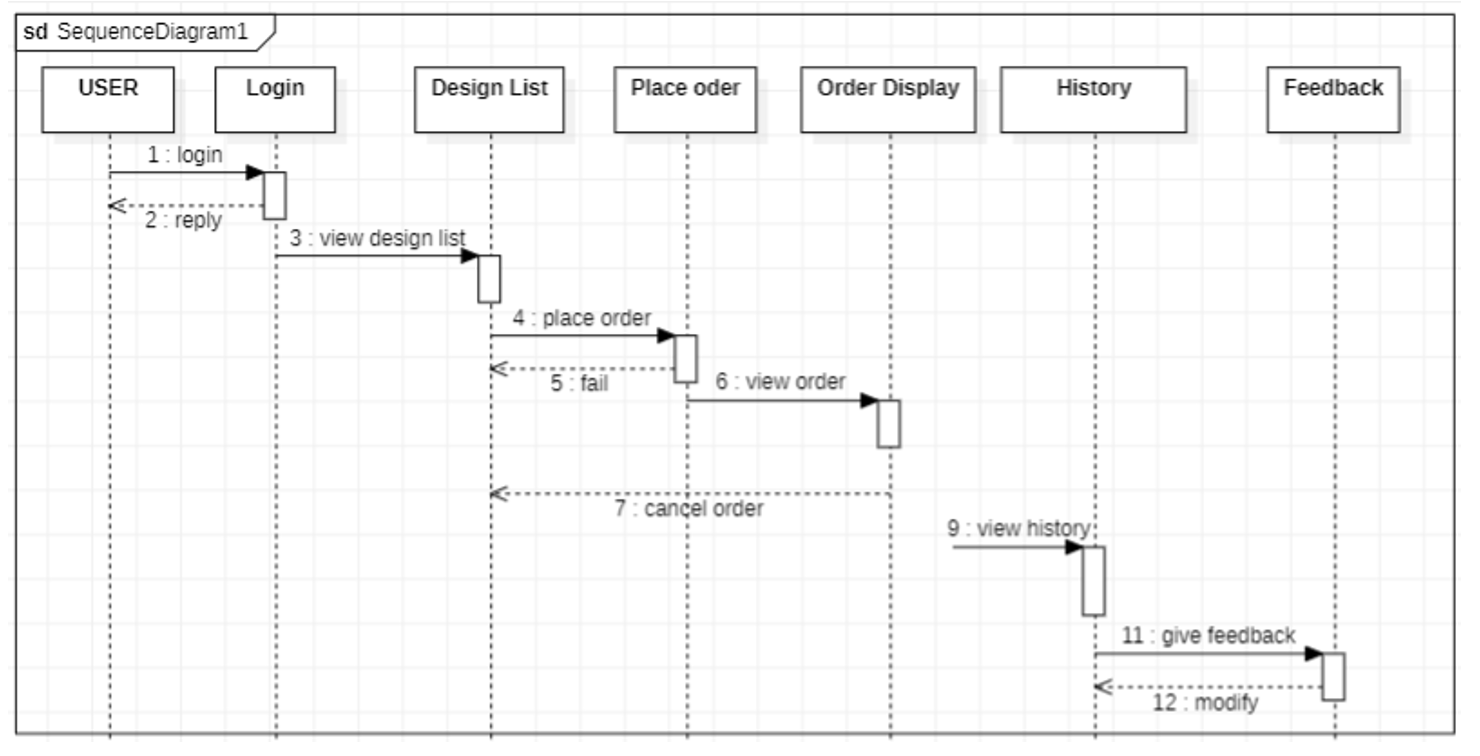 sd SequenceDiagram1
USER
Login
Design List
Place oder
Order Display
History
Feedback
1 : login
2 : reply
3 : view design list
4 : place order
5 : fail
6 : view order
7 : cancel order
9 : view history
11 : give feedback
12 : modify